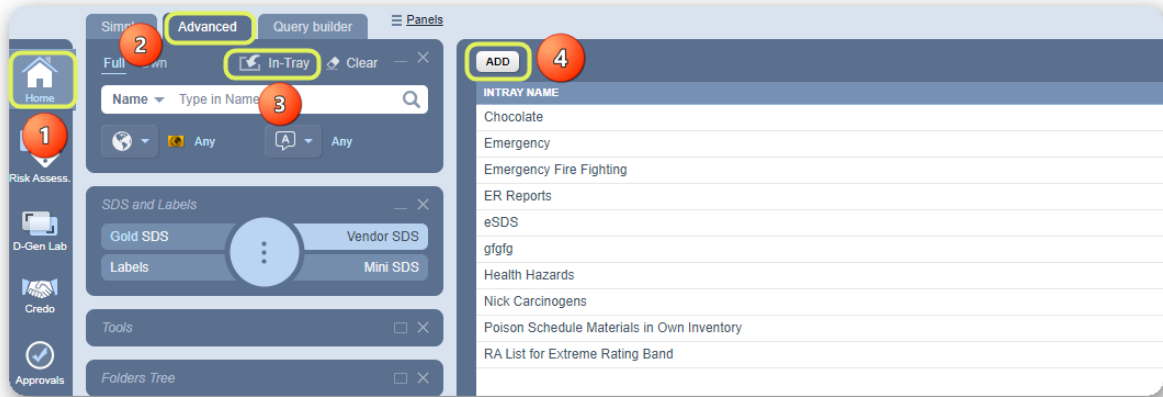 Advanced
Query builder
Panels
2
Full
In-Tray
Clear
ADD
4
Home
Name
Type in Name
3
INTRAY NAME
Chocolate
1
Any
A
Any
Emergency
Emergency Fire Fighting
Risk Assess.
ER Reports
SDS and Labels
eSDS
Gold SDS
Vendor SDS
D-Gen Lab
gfgfg
Labels
Mini SDS
Health Hazards
Nick Carcinogens
Credo
Tools
Poison Schedule Materials in Own Inventory
RA List for Extreme Rating Band
Approvals
Folders Tree